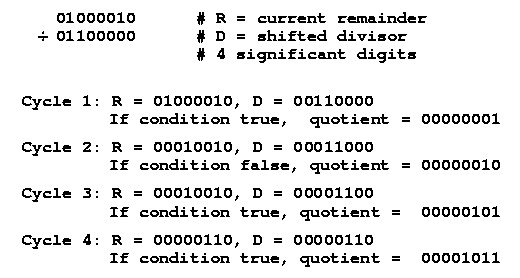 01000010 # R = current remainder
÷ 01100000 # D = shifted divisor
# 4 significant digits
Cycle 1: R = 01000010, D = 00110000
If condition true, quotient = 00000001
Cycle 2: R = 00010010, D = 00011000
If condition false, quotient = 00000010
Cycle 3: R = 00010010, D = 00001100
If condition true, quotient = 00000101
Cycle 4: R = 00000110, D = 00000110
If condition true, quotient = 00001011